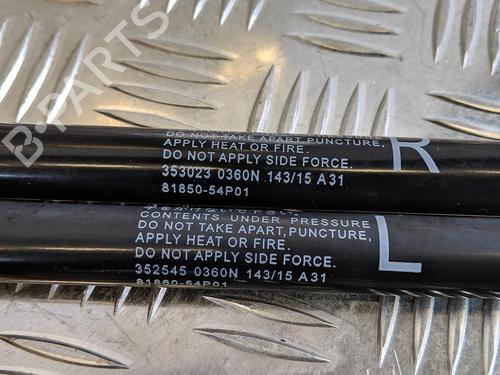 B-PARTS
DO NOT TAKE APART PUNCTURE,
APPLY HEAT OR FIRE.
DO NOT APPLY SIDE FORCE.
353023 0360N 143/15 A31
81850-54P01
R
CONTENTS UNDER PRESSURE
DO NOT TAKE APART, PUNCTURE,
APPLY HEAT OR FIRE.
DO NOT APPLY SIDE FORCE.
352545 0360N 143/15 A31
81860-54P01
L